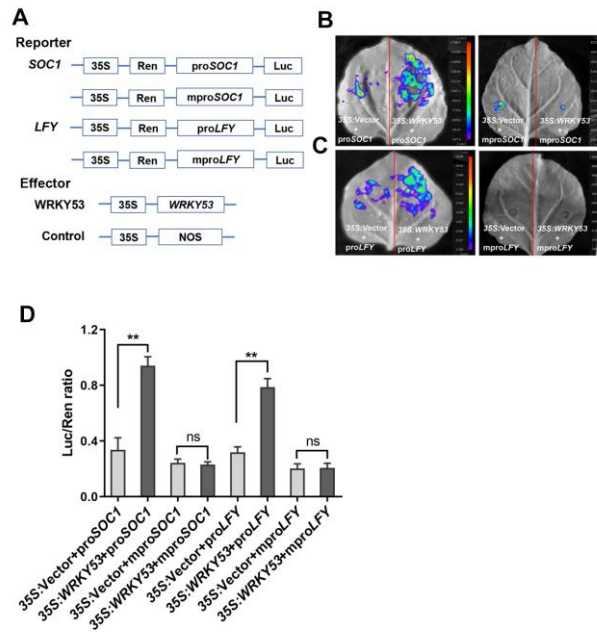 A
Reporter
SOC1
35S Ren proSOC1 Luc
35S Ren mproSOC1 Luc
LFY
35S Ren proLFY Luc
35S Ren mproLFY Luc
Effector
WRKY53 35S WRKY53
Control 35S NOS
B
35S:Vector 35S:WRKY53
+ +
proSOC1 proSOC1
35S:Vector 35S:WRKY53
+ +
mproSOC1 mproSOC1
C
35S:Vector 35S:WRKY53
+ +
proLFY proLFY
35S:Vector 35S:WRKY53
+ +
mproLFY mproLFY
D
Luc/Ren ratio
1.2
0.8
0.4
0.0
**
ns
**
ns
35S:Vector+proSOC1
35S:WRKY53+proSOC1
35S:Vector+mproSOC1
35S:WRKY53+mproSOC1
35S:Vector+proLFY
35S:WRKY53+proLFY
35S:Vector+mproLFY
35S:WRKY53+mproLFY